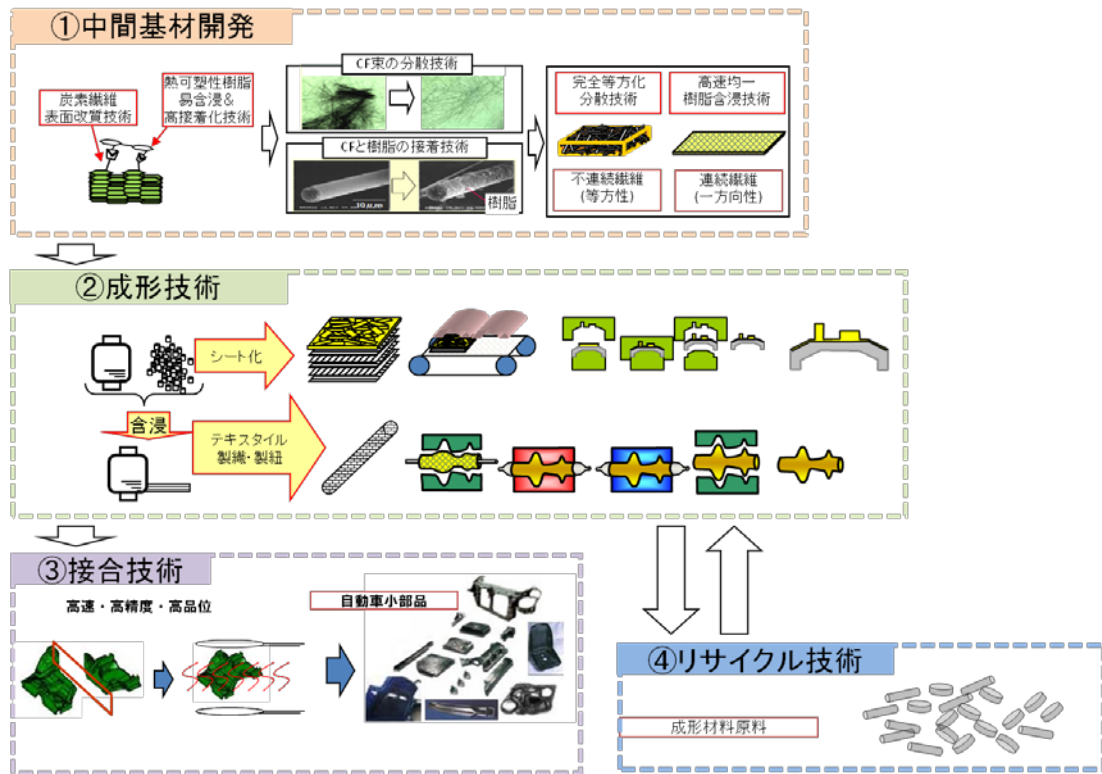 ①中間基材開発
炭素繊維
表面改質技術
熱可塑性樹脂
易含浸&
高接着化技術
CF束の分散技術
CFと樹脂の接着技術
樹脂
完全等方化
分散技術
高速均一
樹脂含浸技術
不連続繊維
(等方性)
連続繊維
(一方向性)
②成形技術
シート化
含浸
テキスタイル
製織・製紐
③接合技術
高速・高精度・高品位
自動車小部品
④リサイクル技術
成形材料原料